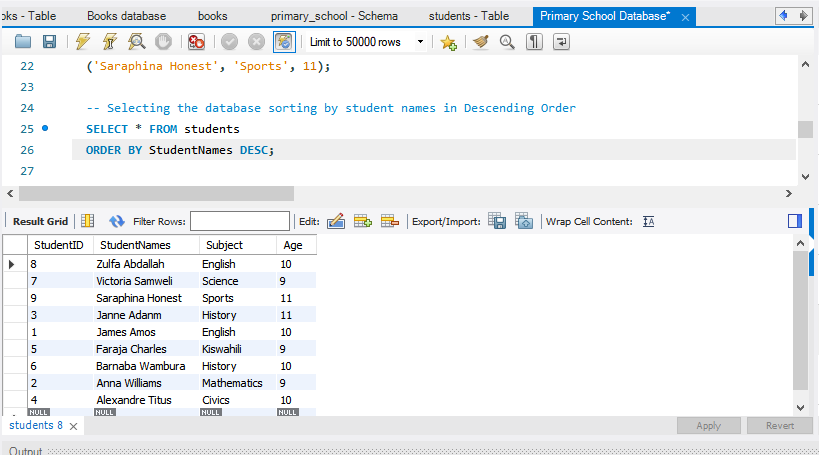 oks - Table Books database books primary_school - Schema students - Table Primary School Database*
Limit to 50000 rows
22 ('Saraphina Honest', 'Sports', 11);
23
24 -- Selecting the database sorting by student names in Descending Order
25 SELECT * FROM students
26 ORDER BY StudentNames DESC;
27
Result Grid Filter Rows: Edit: Export/Import: Wrap Cell Content:
StudentID StudentNames Subject Age
8 Zulfa Abdallah English 10
7 Victoria Samweli Science 9
9 Saraphina Honest Sports 11
3 Janne Adanm History 11
1 James Amos English 10
5 Faraja Charles Kiswahili 9
6 Barnaba Wambura History 10
2 Anna Williams Mathematics 9
4 Alexandre Titus Civics 10
NULL NULL NULL NULL
students 8 Apply Revert
Output